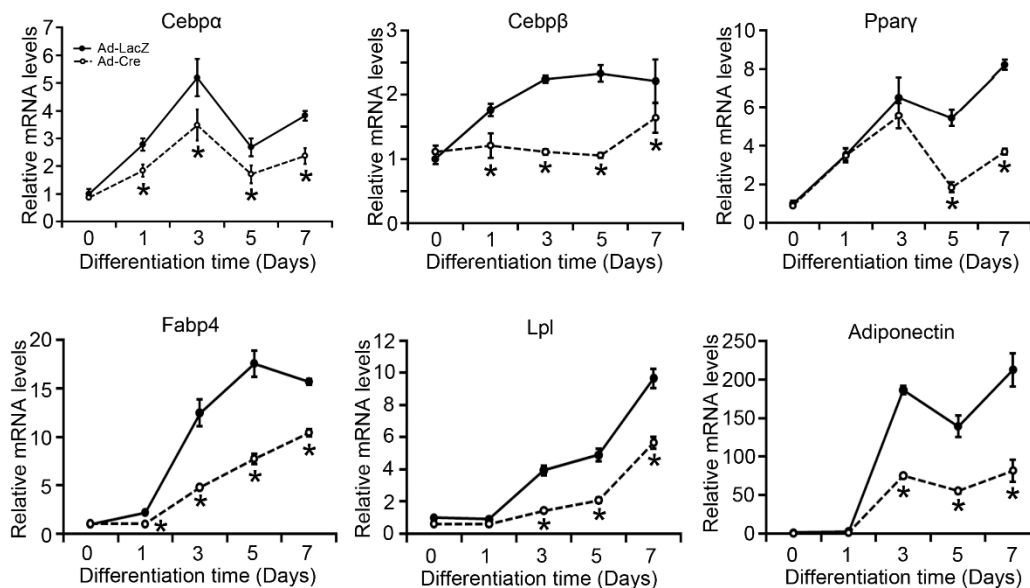 Cebpα
Relative mRNA levels
7
6
5
4
3
2
1
0
Ad-LacZ
Ad-Cre
*
*
*
*
0 1 3 5 7
Differentiation time (Days)
Cebpβ
Relative mRNA levels
3
2
1
0
*
*
*
*
0 1 3 5 7
Differentiation time (Days)
Pparγ
Relative mRNA levels
10
8
6
4
2
0
*
*
0 1 3 5 7
Differentiation time (Days)
Fabp4
Relative mRNA levels
20
15
10
5
0
*
*
*
*
0 1 3 5 7
Differentiation time (Days)
Lpl
Relative mRNA levels
12
10
8
6
4
2
0
*
*
*
0 1 3 5 7
Differentiation time (Days)
Adiponectin
Relative mRNA levels
250
200
150
100
50
0
*
*
*
0 1 3 5 7
Differentiation time (Days)